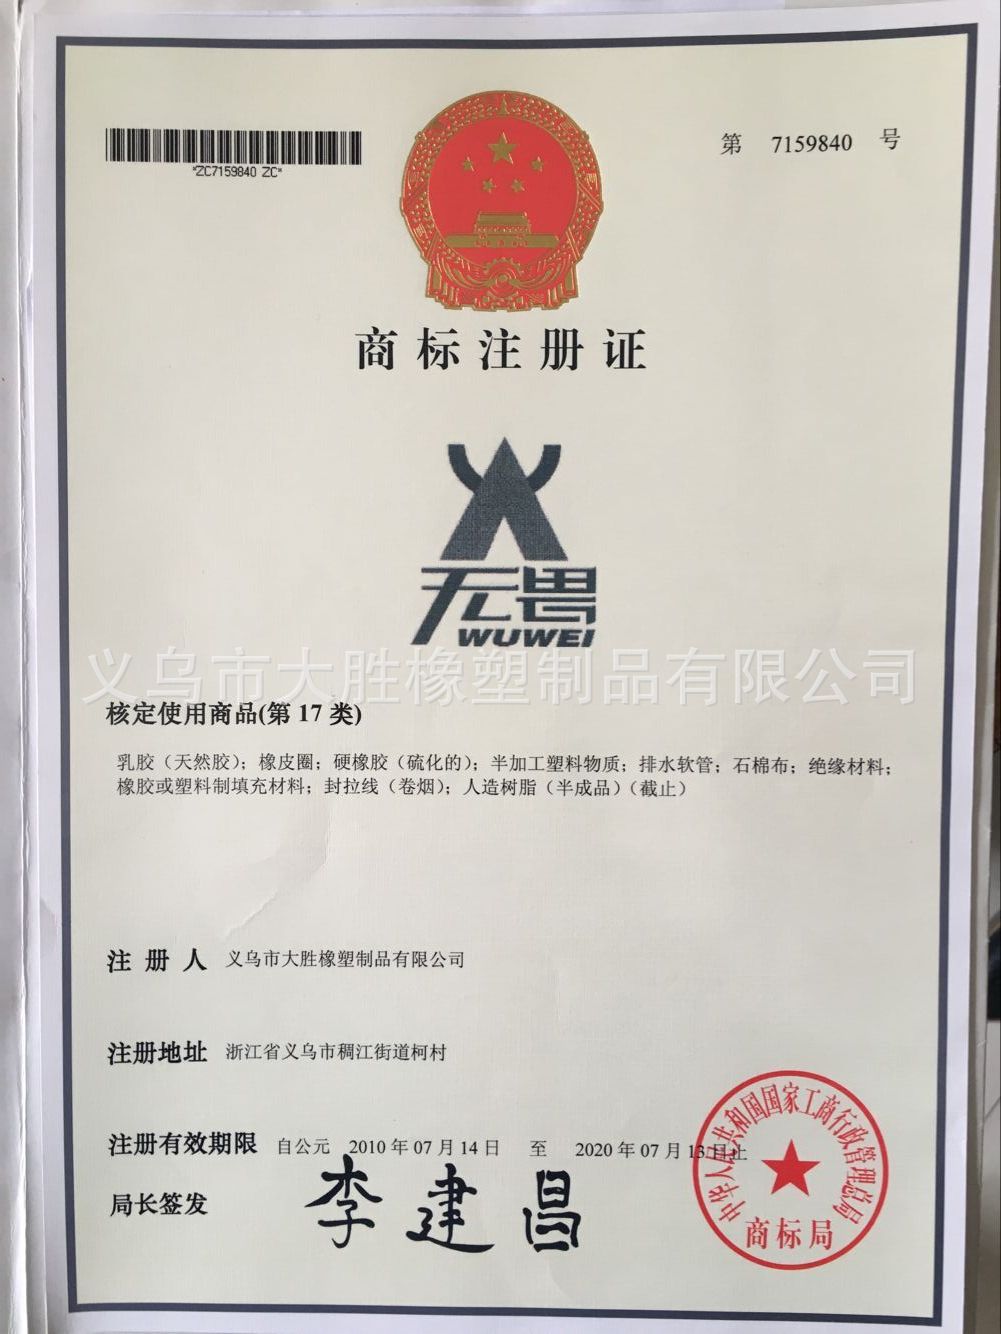 *ZC7159840 ZC*
第 7159840 号
商标注册证
WUWEI
义乌市大胜橡塑制品有限公司
核定使用商品(第 17 类)
乳胶（天然胶）；橡皮圈；硬橡胶（硫化的）；半加工塑料物质；排水软管；石棉布；绝缘材料；
橡胶或塑料制填充材料；封拉线（卷烟）；人造树脂（半成品）（截止）
注 册 人 义乌市大胜橡塑制品有限公司
注册地址 浙江省义乌市稠江街道柯村
注册有效期限 自公元 2010 年 07 月 14 日 至 2020 年 07 月 13 日止
局长签发 李建昌
中华人民共和国国家工商行政管理总局
商标局